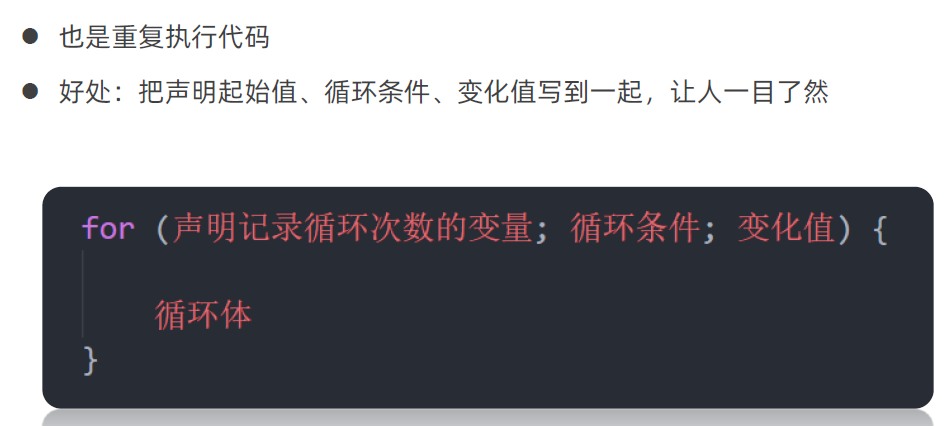 ● 也是重复执行代码
● 好处：把声明起始值、循环条件、变化值写到一起，让人一目了然
for (声明记录循环次数的变量; 循环条件; 变化值) {
循环体
}